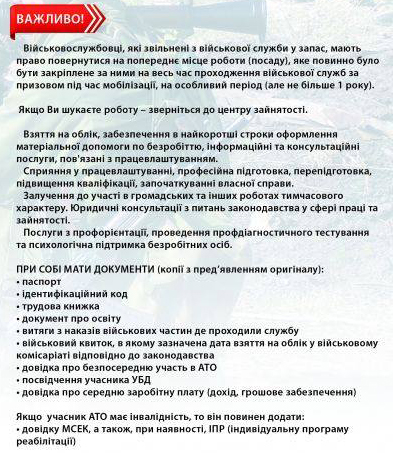 ВАЖЛИВО!
Військовослужбовці, які звільнені з військової служби у запас, мають
право повернутися на попереднє місце роботи (посаду), яке повинно було
бути закріплене за ними на весь час проходження військової служб за
призовом під час мобілізації, на особливий період (але не більше 1 року).
Якщо Ви шукаєте роботу – зверніться до центру зайнятості.
Взяття на облік, забезпечення в найкоротші строки оформлення
матеріальної допомоги по безробіттю, інформаційні та консультаційні
послуги, пов'язані з працевлаштуванням.
Сприяння у працевлаштуванні, професійна підготовка, перепідготовка,
підвищення кваліфікації, започаткуванні власної справи.
Залучення до участі в громадських та інших роботах тимчасового
характеру. Юридичні консультації з питань законодавства у сфері праці та
зайнятості.
Послуги з профорієнтації, проведення профдіагностичного тестування
та психологічна підтримка безробітних осіб.
ПРИ СОБІ МАТИ ДОКУМЕНТИ (копії з пред’явленням оригіналу):
• паспорт
• ідентифікаційний код
• трудова книжка
• документ про освіту
• витяги з наказів військових частин де проходили службу
• військовий квиток, в якому зазначена дата взяття на облік у військовому
комісаріаті відповідно до законодавства
• довідка про безпосередню участь в АТО
• посвідчення учасника УБД
• довідка про середню заробітну плату (дохід, грошове забезпечення)
Якщо учасник АТО має інвалідність, то він повинен додати:
• довідку МСЕК, а також, при наявності, ІПР (індивідуальну програму
реабілітації)